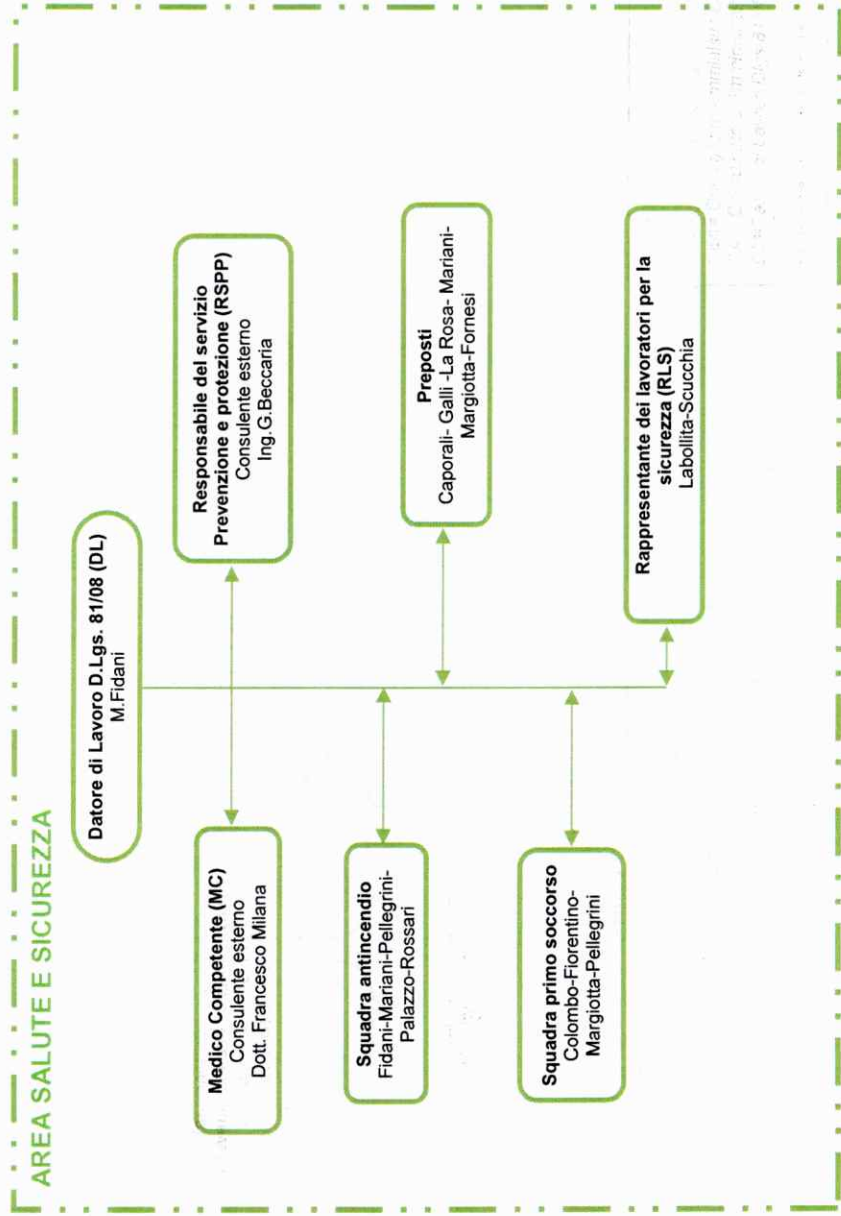 AREA SALUTE E SICUREZZA
Datore di Lavoro D.Lgs. 81/08 (DL)
M.Fidani
Medico Competente (MC)
Consulente esterno
Dott. Francesco Milana
Responsabile del servizio
Prevenzione e protezione (RSPP)
Consulente esterno
Ing.G.Beccaria
Squadra antincendio
Fidani-Mariani-Pellegrini-
Palazzo-Rossari
Preposti
Caporali- Galli -La Rosa- Mariani-
Margiotta-Fornesi
Squadra primo soccorso
Colombo-Fiorentino-
Margiotta-Pellegrini
Rappresentante dei lavoratori per la
sicurezza (RLS)
Labollita-Scucchia